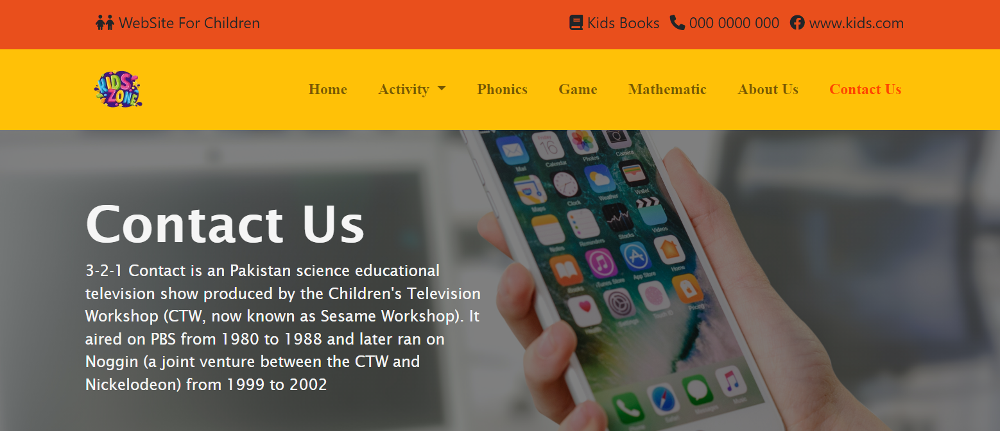 WebSite For Children
Kids Books 000 0000 000 www.kids.com
KIDS ZONE
Home Activity Phonics Game Mathematic About Us Contact Us
Contact Us
3-2-1 Contact is an Pakistan science educational
television show produced by the Children's Television
Workshop (CTW, now known as Sesame Workshop). It
aired on PBS from 1980 to 1988 and later ran on
Noggin (a joint venture between the CTW and
Nickelodeon) from 1999 to 2002
Friday
16
Mail Calendar Photos Camera
Maps Clock Weather Wallet
Notes Reminders Stocks Videos
iBooks iTunes Store App Store Home
Health Settings Touch ID Pricing
Phone Safari Messages Music